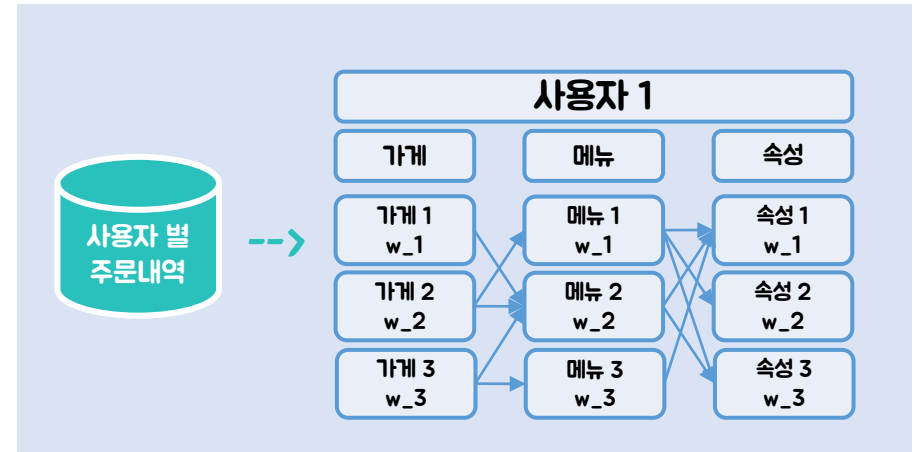 사용자 1
가게
메뉴
속성
사용자 별
주문내역
가게 1
w_1
메뉴 1
w_1
속성 1
w_1
가게 2
w_2
메뉴 2
w_2
속성 2
w_2
가게 3
w_3
메뉴 3
w_3
속성 3
w_3